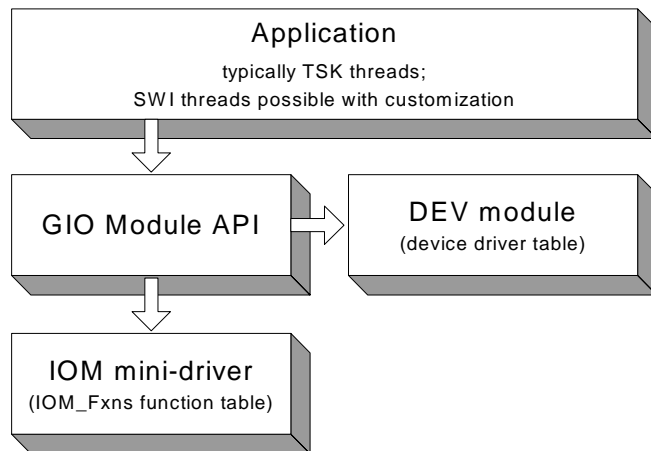 Application
typically TSK threads;
SWI threads possible with customization
GIO Module API
DEV module
(device driver table)
IOM mini-driver
(IOM_Fxns function table)